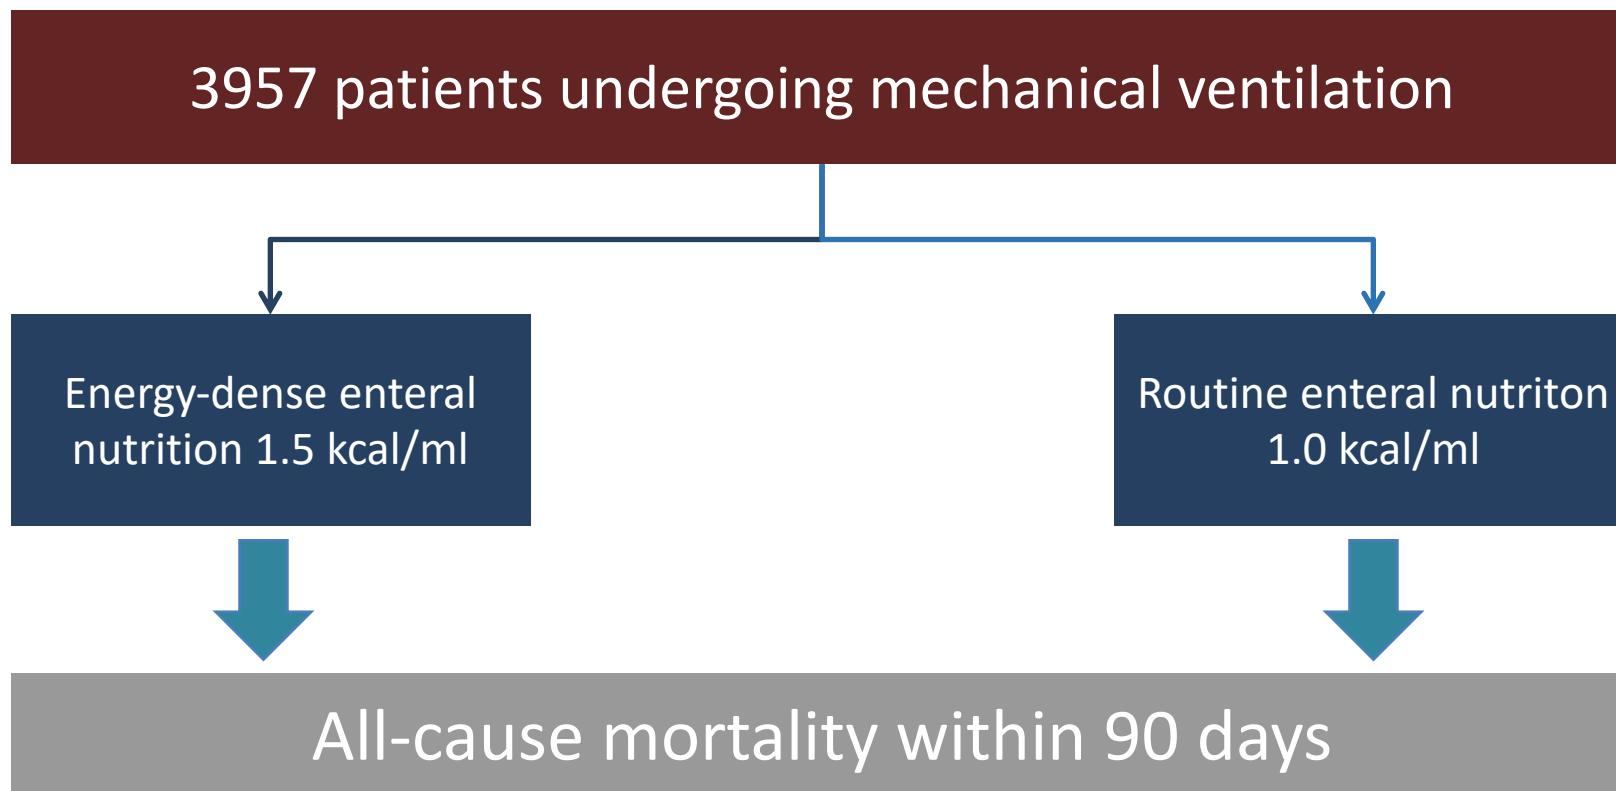 3957 patients undergoing mechanical ventilation
Energy-dense enteral
nutrition 1.5 kcal/ml
Routine enteral nutriton
1.0 kcal/ml
All-cause mortality within 90 days